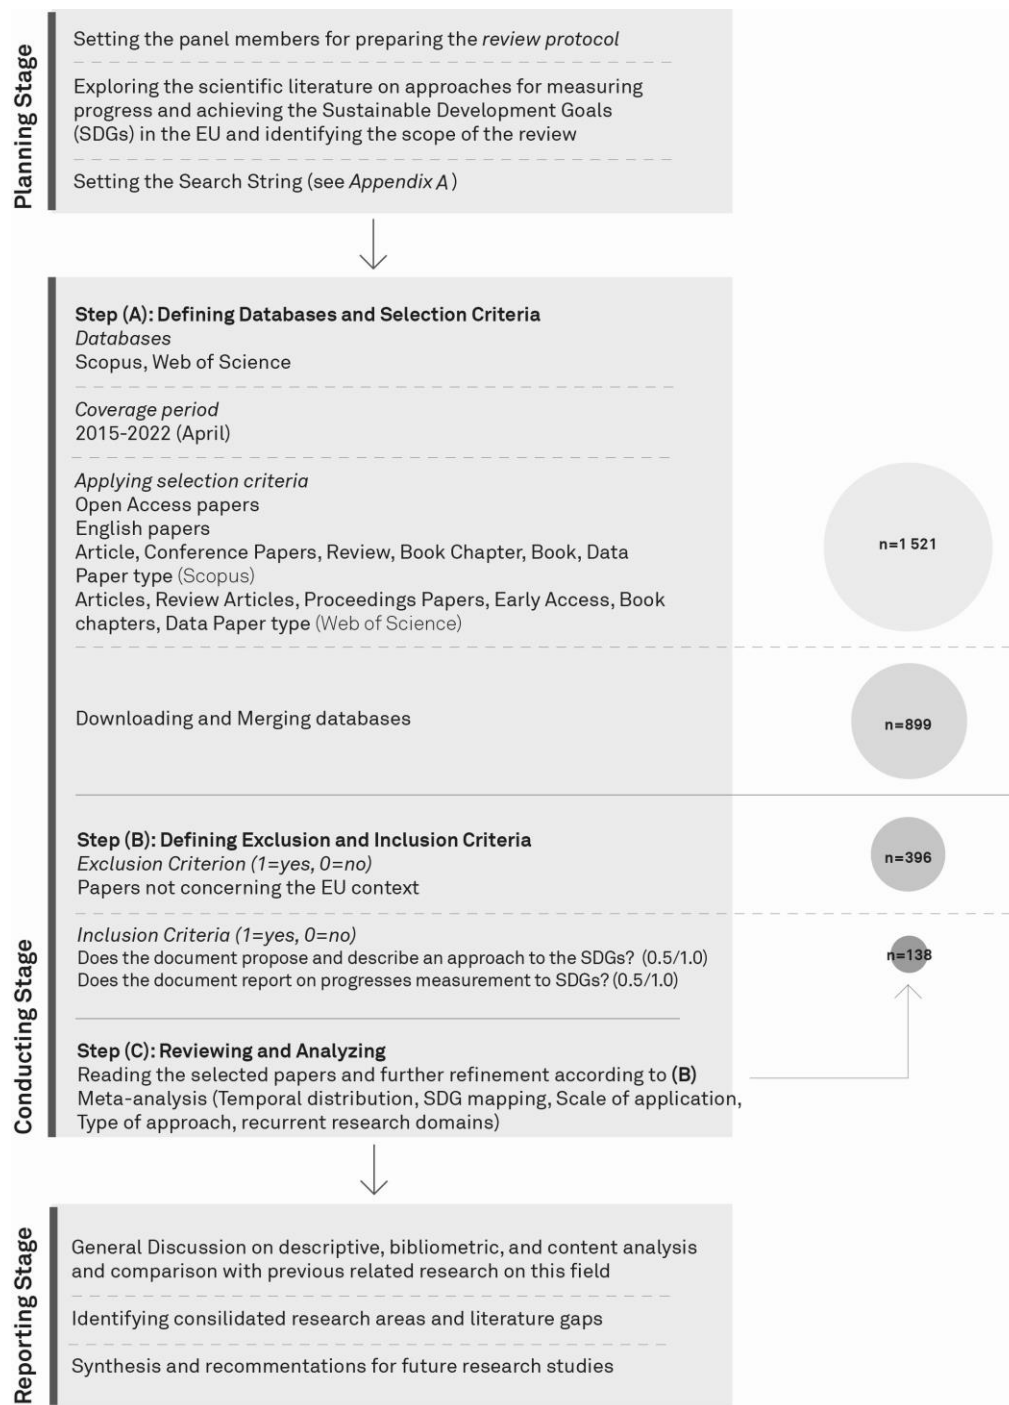 Planning Stage
Setting the panel members for preparing the review protocol
Exploring the scientific literature on approaches for measuring
progress and achieving the Sustainable Development Goals
(SDGs) in the EU and identifying the scope of the review
Setting the Search String (see Appendix A)
Conducting Stage
Step (A): Defining Databases and Selection Criteria
Databases
Scopus, Web of Science
Coverage period
2015-2022 (April)
Applying selection criteria
Open Access papers
English papers
Article, Conference Papers, Review, Book Chapter, Book, Data
Paper type (Scopus)
Articles, Review Articles, Proceedings Papers, Early Access, Book
chapters, Data Paper type (Web of Science)
n=1 521
Downloading and Merging databases
n=899
Step (B): Defining Exclusion and Inclusion Criteria
Exclusion Criterion (1=yes, 0=no)
Papers not concerning the EU context
n=396
Inclusion Criteria (1=yes, 0=no)
Does the document propose and describe an approach to the SDGs? (0.5/1.0)
Does the document report on progresses measurement to SDGs? (0.5/1.0)
n=138
Step (C): Reviewing and Analyzing
Reading the selected papers and further refinement according to (B)
Meta-analysis (Temporal distribution, SDG mapping, Scale of application,
Type of approach, recurrent research domains)
Reporting Stage
General Discussion on descriptive, bibliometric, and content analysis
and comparison with previous related research on this field
Identifying consilidated research areas and literature gaps
Synthesis and recommentations for future research studies